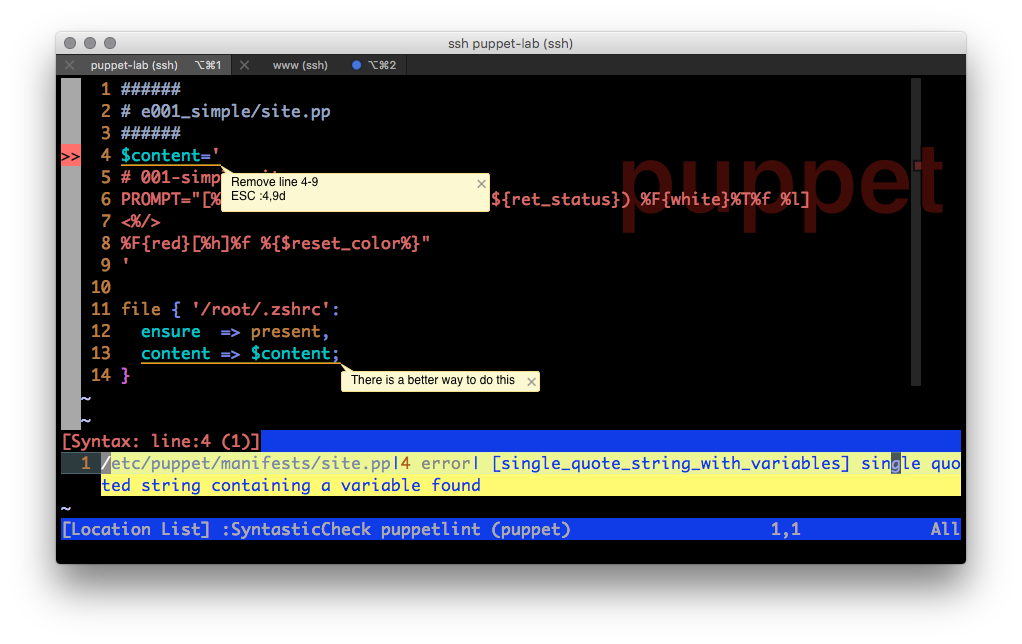 ssh puppet-lab (ssh)
puppet-lab (ssh) ⌥⌘1 www (ssh) ⌥⌘2
1 ######
2 # e001_simple/site.pp
3 ######
>> 4 $content='
5 # 001-simp
Remove line 4-9
ESC :4,9d
6 PROMPT="[% ${ret_status}) %F{white}%T%f %l]
7 <%/>
8 %F{red}[%h]%f %{$reset_color%}"
9 '
10
11 file { '/root/.zshrc':
12 ensure => present,
13 content => $content;
There is a better way to do this
14 }
~
~
puppet
[Syntax: line:4 (1)]
1 /etc/puppet/manifests/site.pp|4 error| [single_quote_string_with_variables] single quo
ted string containing a variable found
~
[Location List] :SyntasticCheck puppetlint (puppet) 1,1 All